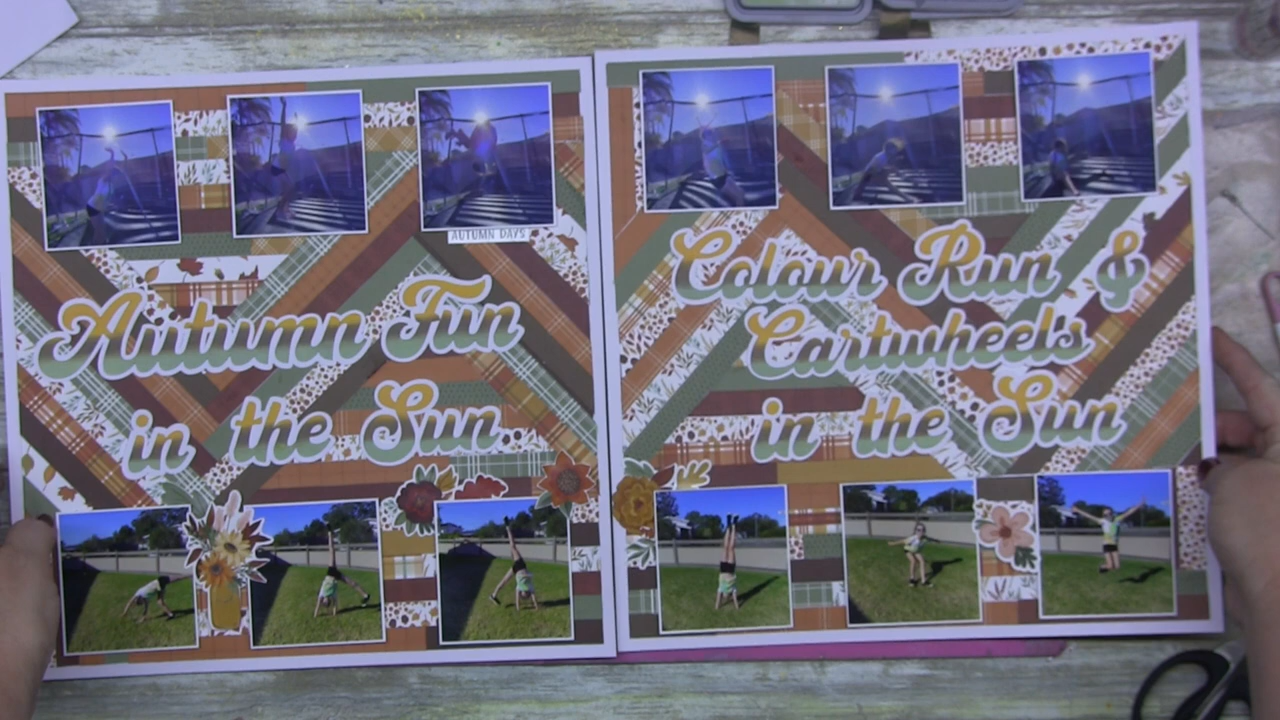 AUTUMN DAYS
Autumn Fun
in the Sun
Colour Run &
Cartwheels
in the Sun